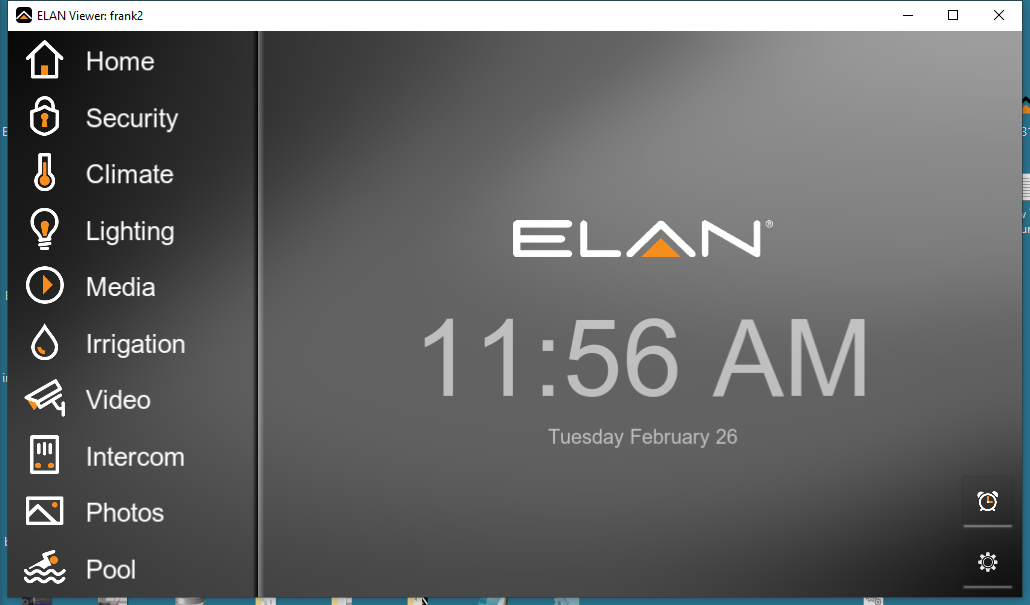 ELAN Viewer: frank2
Home
Security
Climate
Lighting
Media
Irrigation
Video
Intercom
Photos
Pool
ELAN®
11:56 AM
Tuesday February 26